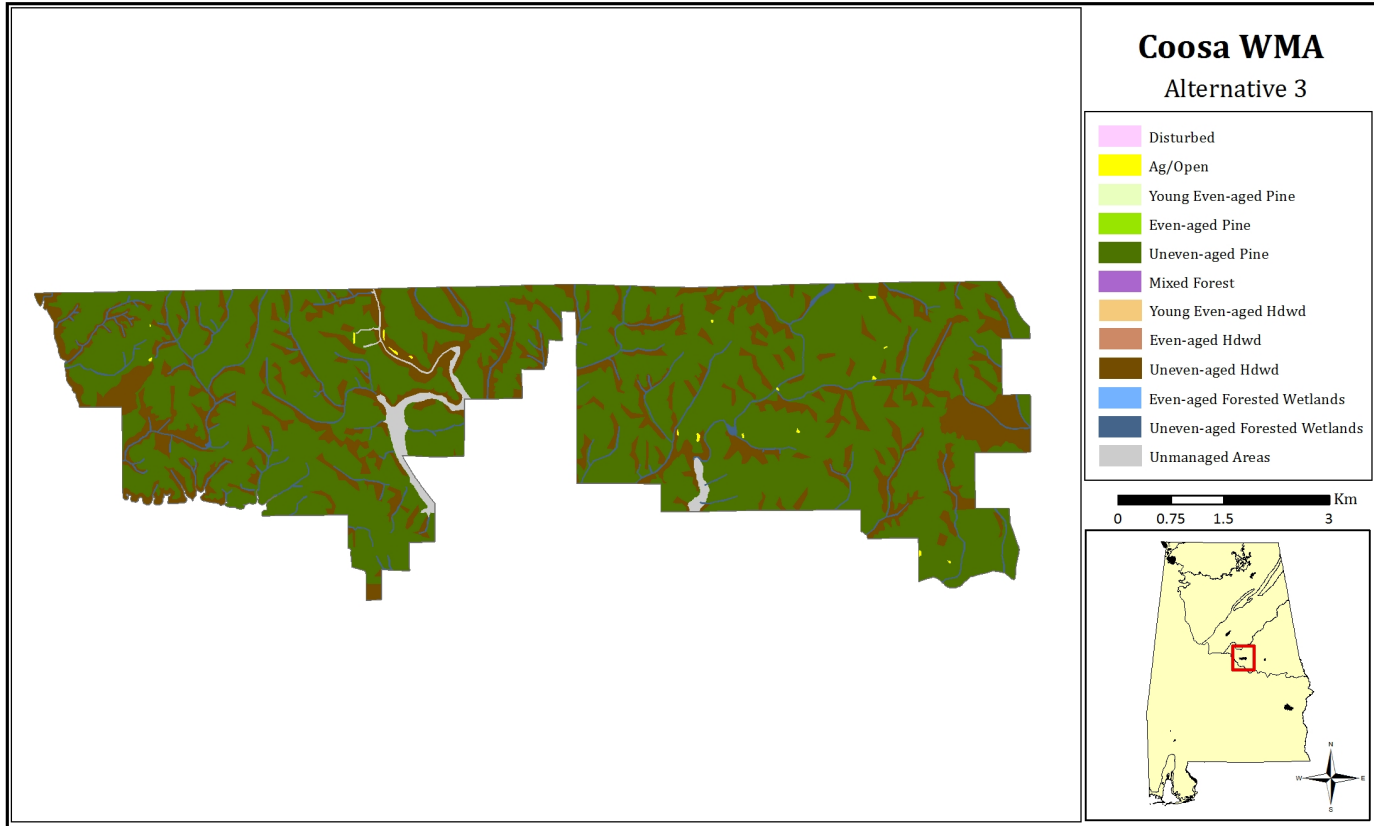 Coosa WMA
Alternative 3
Disturbed
Ag/Open
Young Even-aged Pine
Even-aged Pine
Uneven-aged Pine
Mixed Forest
Young Even-aged Hdwd
Even-aged Hdwd
Uneven-aged Hdwd
Even-aged Forested Wetlands
Uneven-aged Forested Wetlands
Unmanaged Areas
Km
0 0.75 1.5 3
N
W E
S